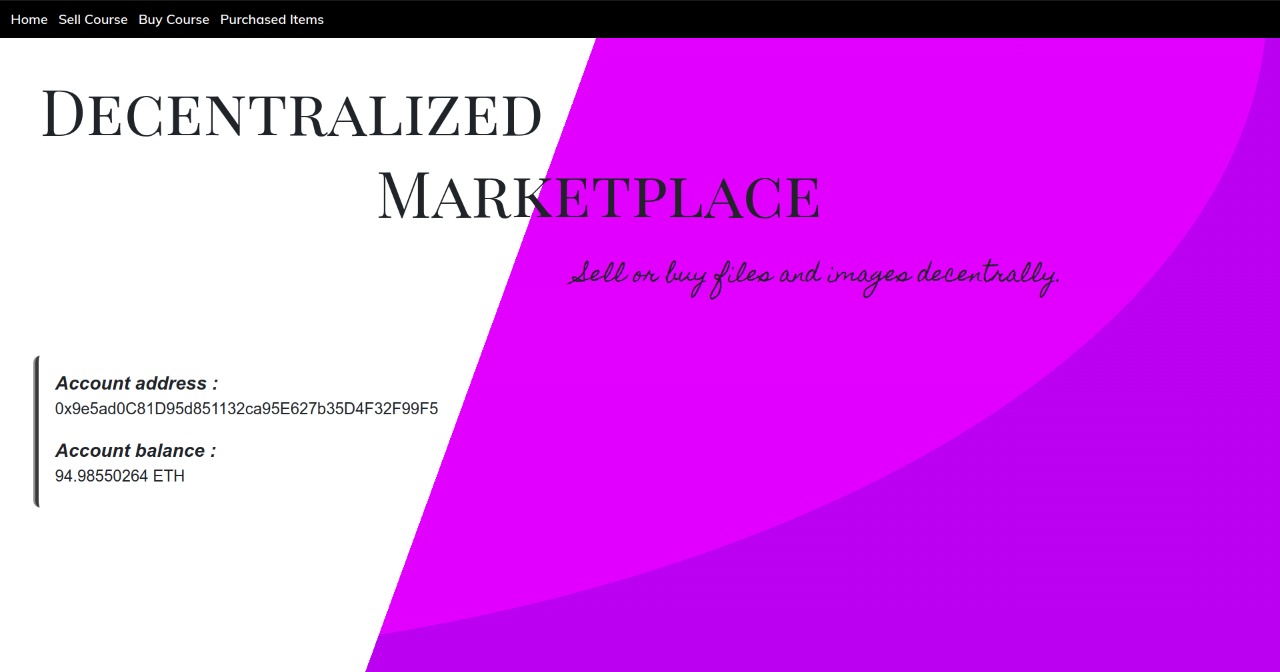 Home Sell Course Buy Course Purchased Items
Decentralized
Marketplace
Sell or buy files and images decentrally.
Account address :
0x9e5ad0C81D95d851132ca95E627b35D4F32F99F5
Account balance :
94.98550264 ETH